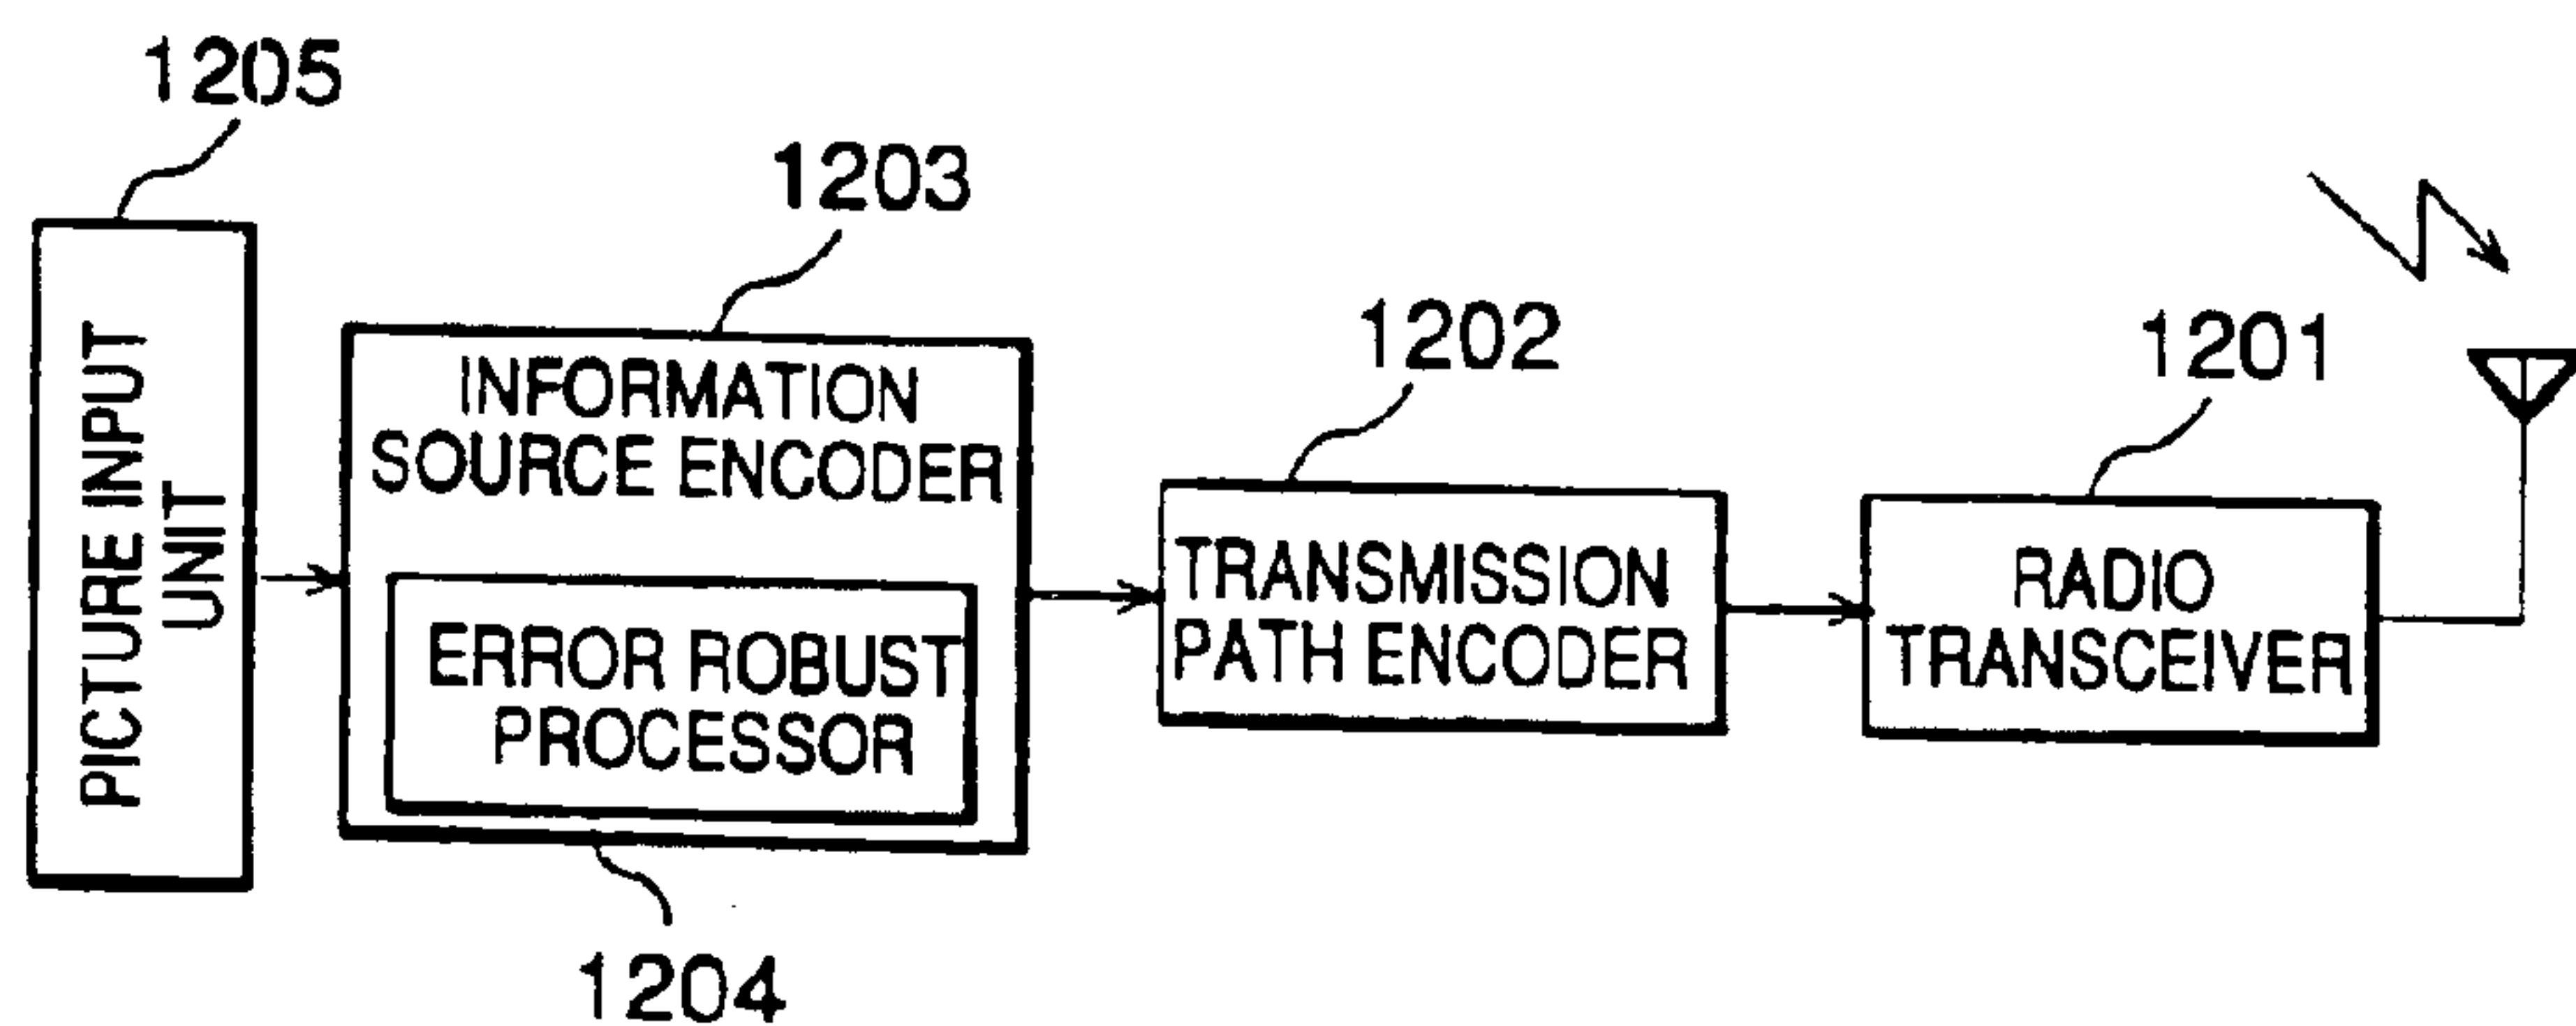 1205
1203
1202
1201
PICTURE INPUT
UNIT
INFORMATION
SOURCE ENCODER
ERROR ROBUST
PROCESSOR
TRANSMISSION
PATH ENCODER
RADIO
TRANSCEIVER
1204